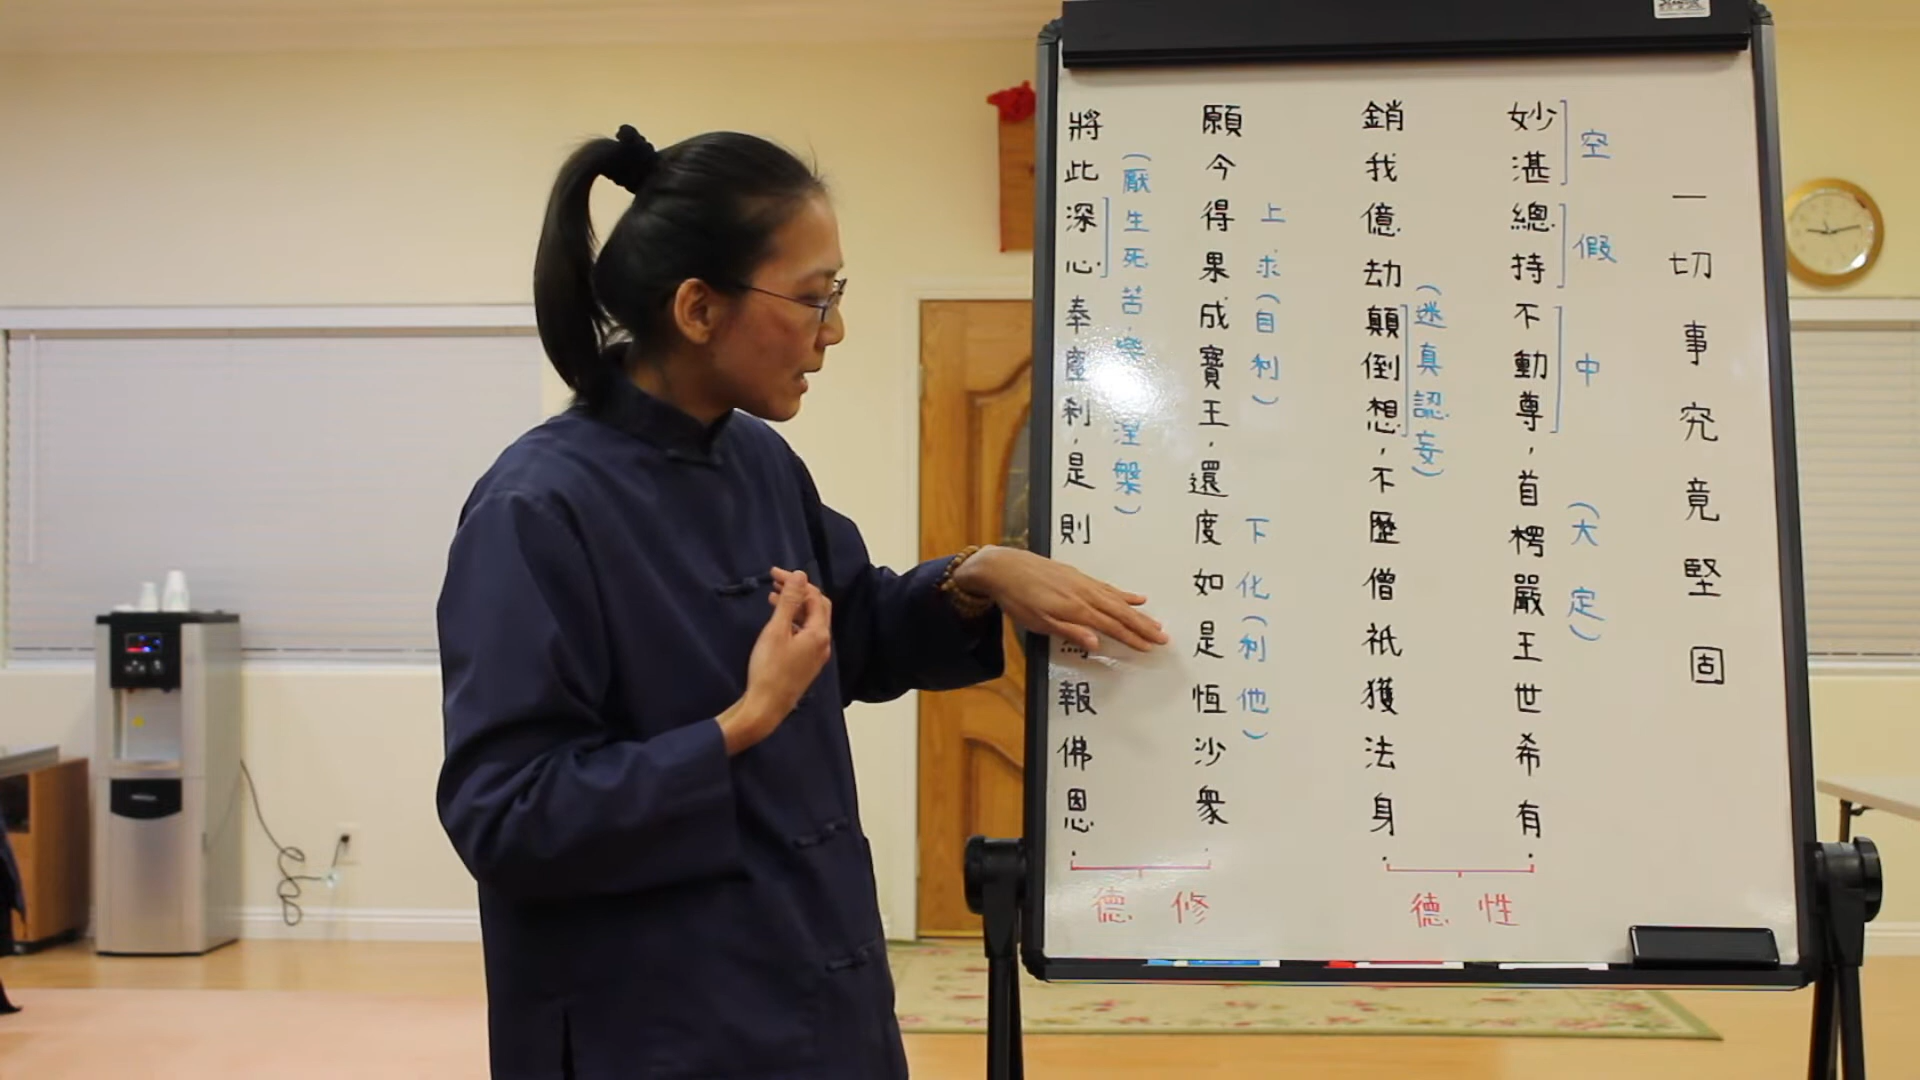 一切事究竟堅固
空
假
中
(大定)
妙湛總持不動尊,首楞嚴王世希有.
(迷真認妄)
銷我億劫顛倒想,不歷僧祇獲法身.
上求(自利)
下化(利他)
願今得果成寶王,還度如是恆沙衆.
(厭生死苦,樂涅槃)
將此深心奉塵剎,是則
報佛恩.
德性
德修